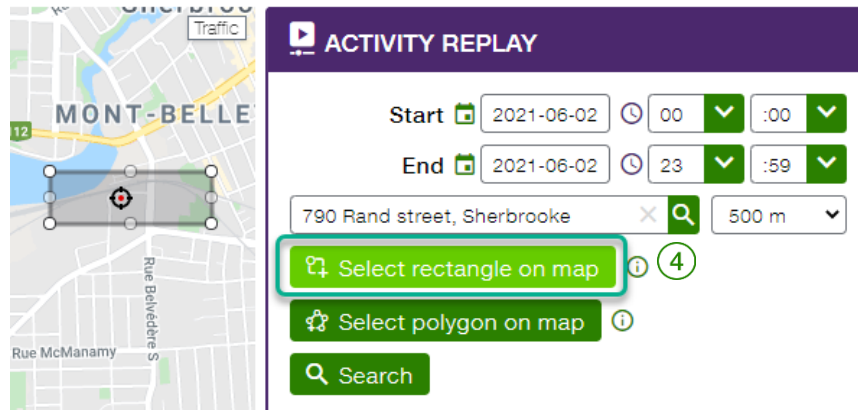 Traffic
MONT-BELLE
112
Rue Belvédère S
Rue McManamy
ACTIVITY REPLAY
Start 2021-06-02 00 :00
End 2021-06-02 23 :59
790 Rand street, Sherbrooke 500 m
Select rectangle on map 4
Select polygon on map
Search